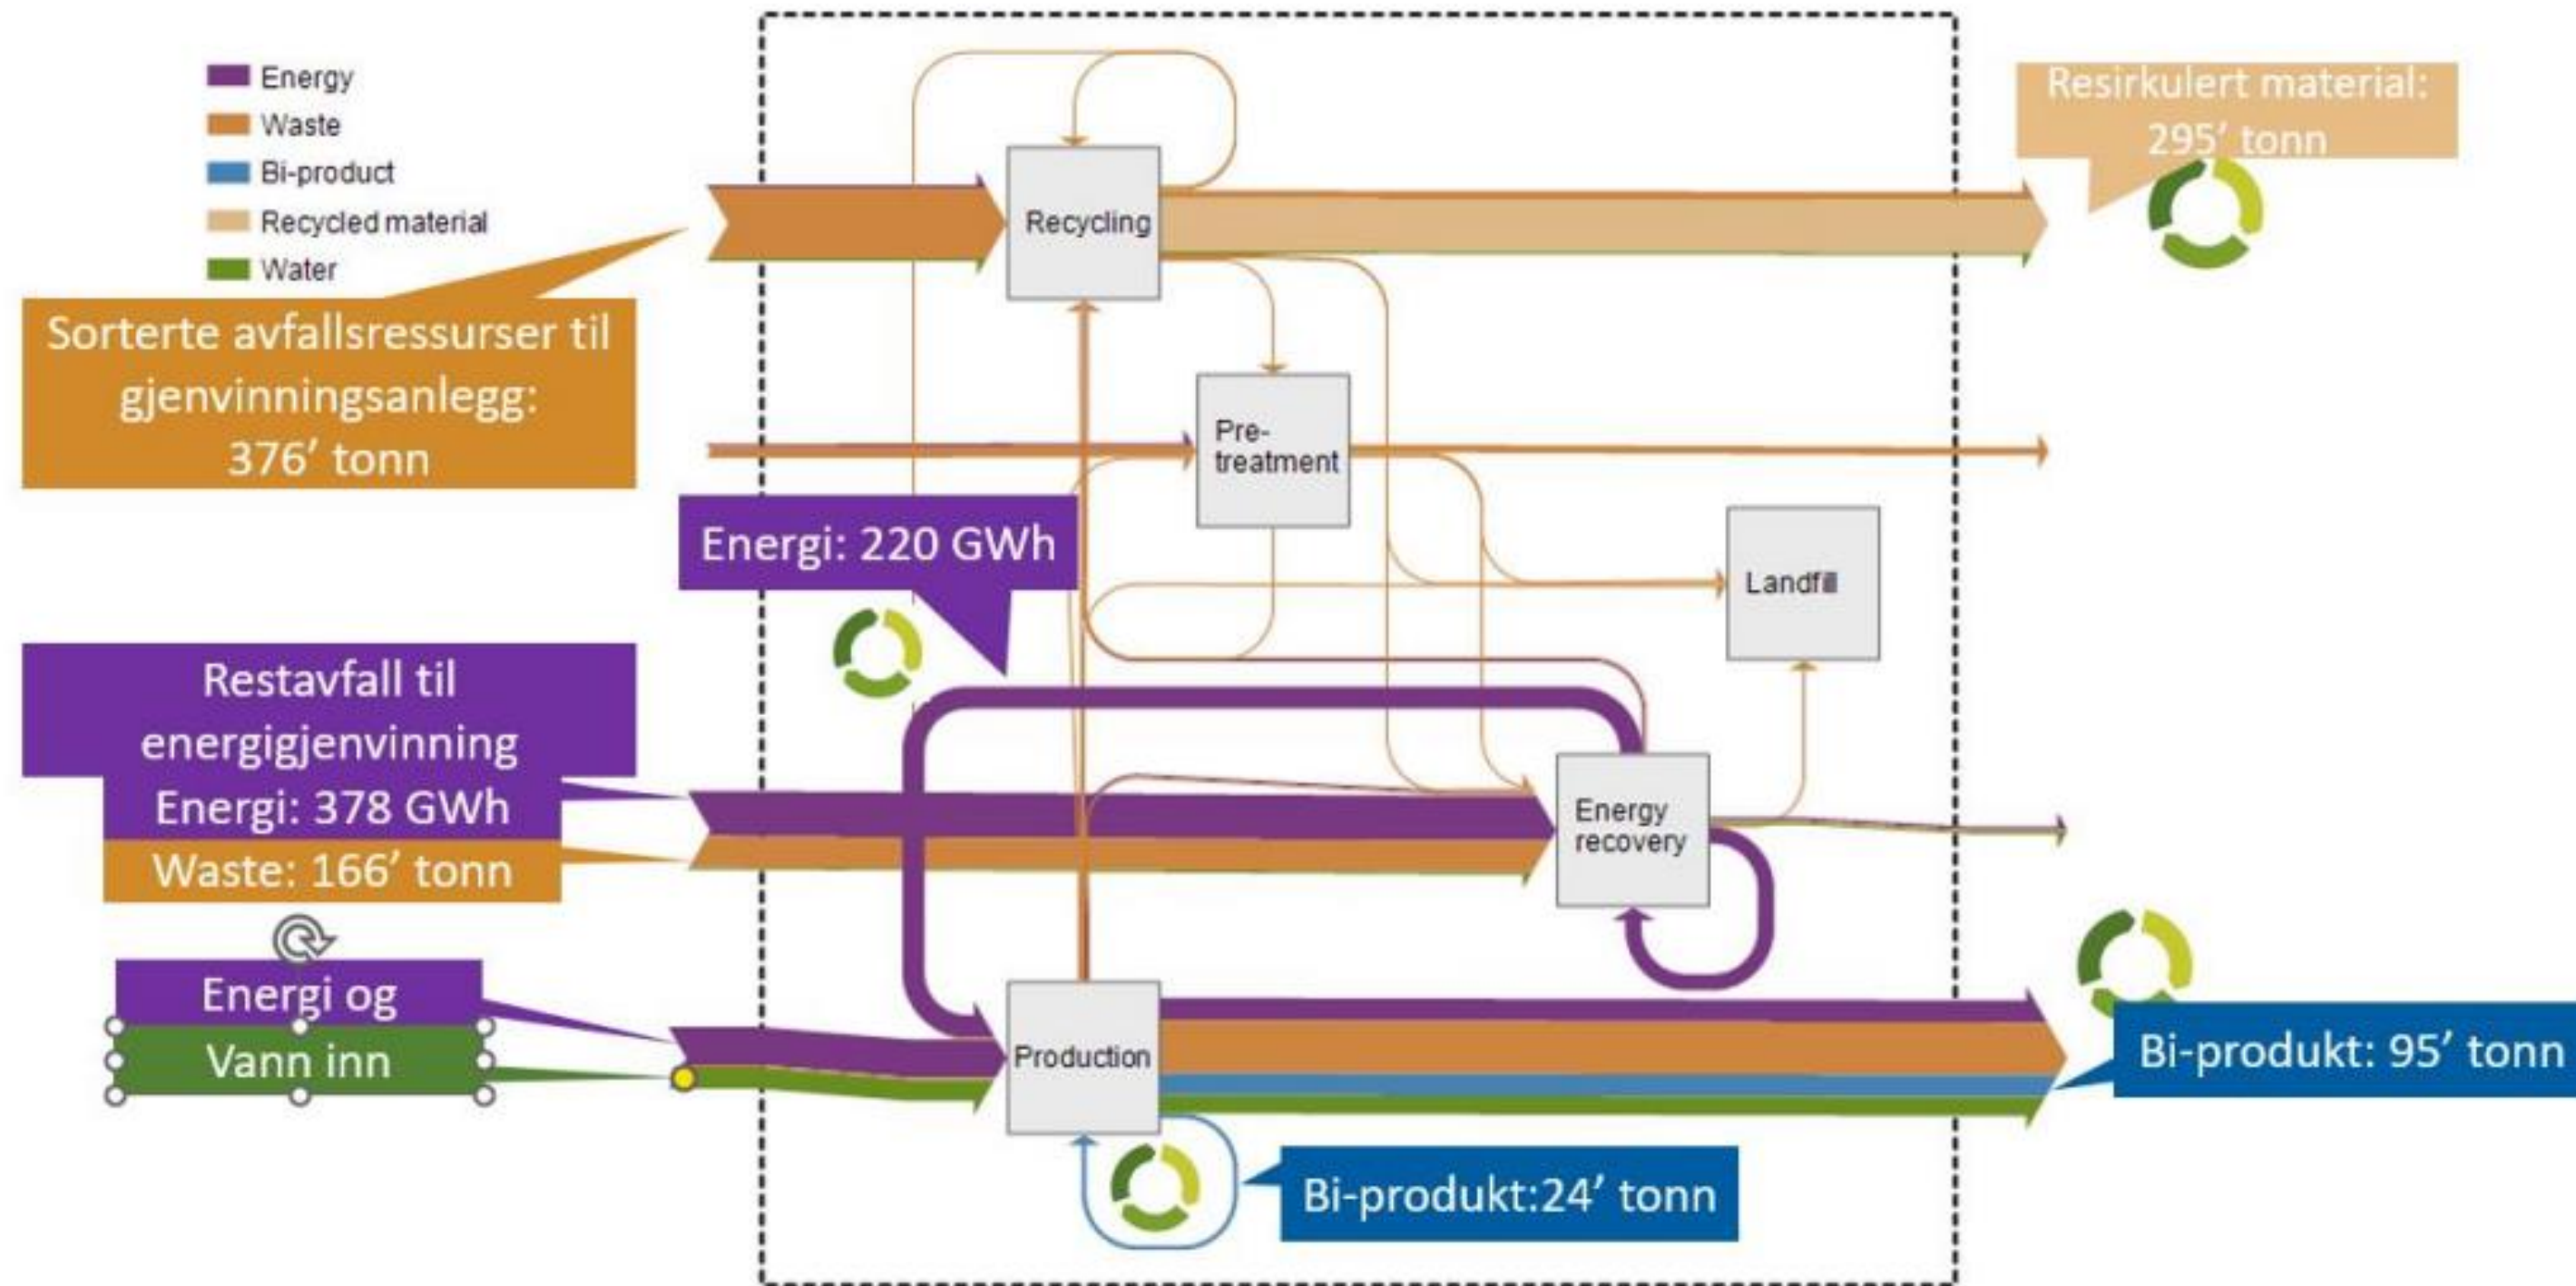 Energy
Waste
Bi-product
Recycled material
Water
Sorterte avfallsressurser til
gjenvinningsanlegg:
376’ tonn
Resirkulert material:
295’ tonn
Recycling
Pre-
treatment
Energi: 220 GWh
Landfill
Restavfall til
energigjenvinning
Energi: 378 GWh
Waste: 166’ tonn
Energy
recovery
Energi og
Vann inn
Production
Bi-produkt: 95’ tonn
Bi-produkt:24’ tonn